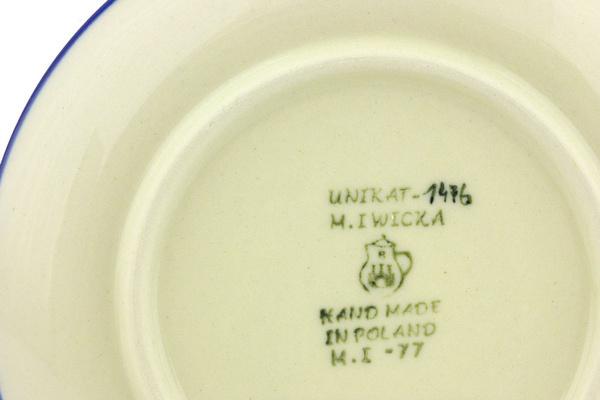 UNIKAT-1476
M.IWICKA
HAND MADE
IN POLAND
M.I -77